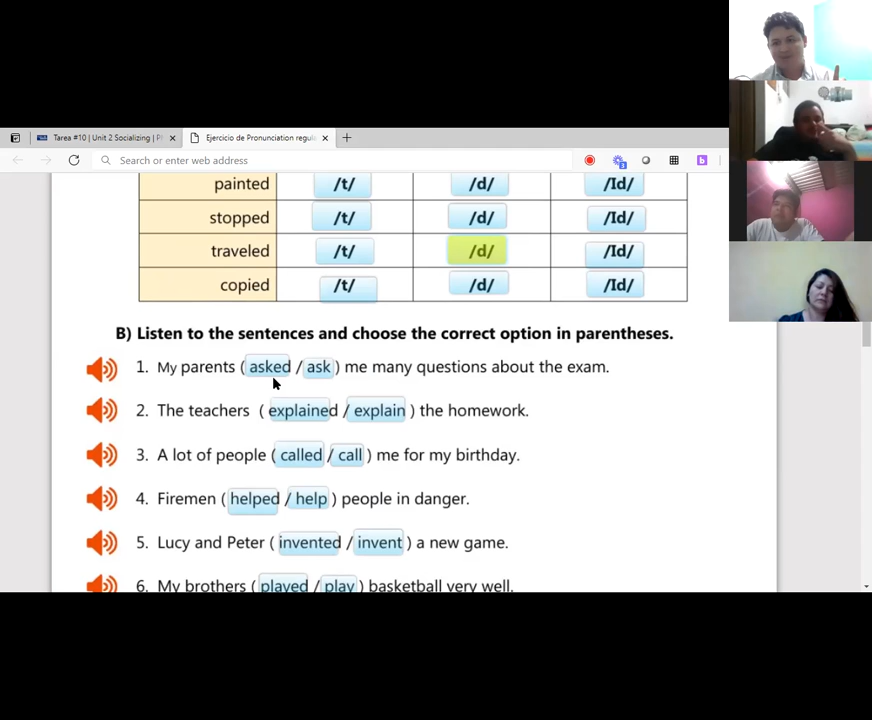 Tarea #10 | Unit 2 Socializing | Pl
Ejercicio de Pronunciation regula
Search or enter web address
painted /t/ /d/ /Id/
stopped /t/ /d/ /Id/
traveled /t/ /d/ /Id/
copied /t/ /d/ /Id/
B) Listen to the sentences and choose the correct option in parentheses.
1. My parents ( asked / ask ) me many questions about the exam.
2. The teachers ( explained / explain ) the homework.
3. A lot of people ( called / call ) me for my birthday.
4. Firemen ( helped / help ) people in danger.
5. Lucy and Peter ( invented / invent ) a new game.
6. My brothers ( played / play ) basketball very well.